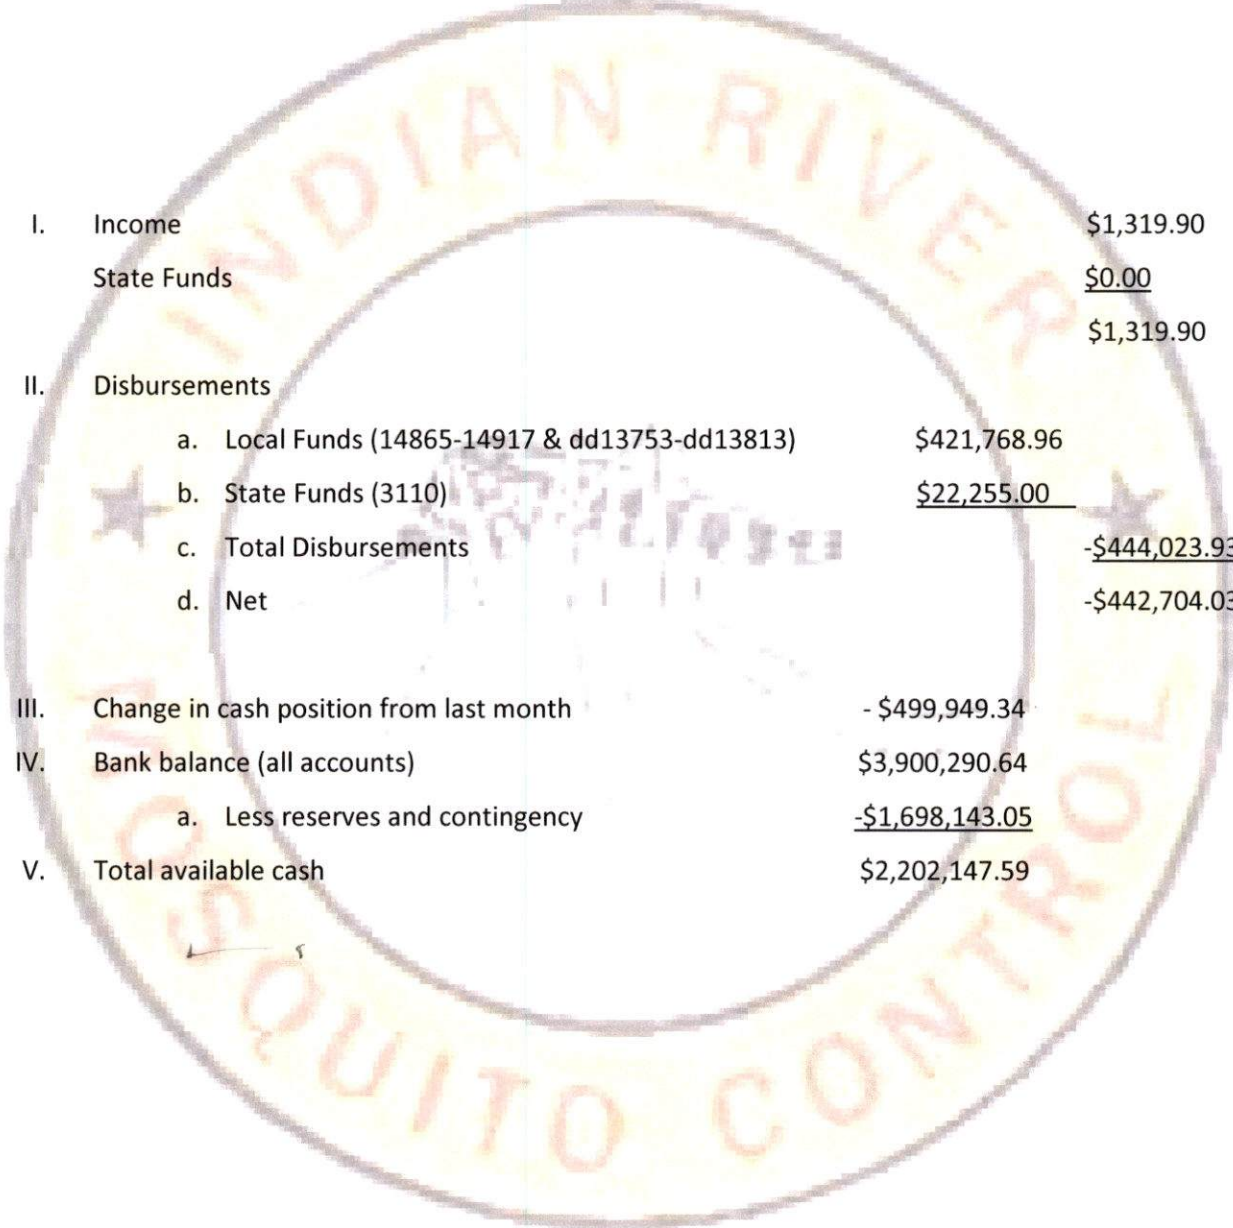 INDIAN RIVER
I. Income $1,319.90
State Funds $0.00
$1,319.90
II. Disbursements
a. Local Funds (14865-14917 & dd13753-dd13813) $421,768.96
b. State Funds (3110) $22,255.00
c. Total Disbursements -$444,023.93
d. Net -$442,704.03
III. Change in cash position from last month - $499,949.34
IV. Bank balance (all accounts) $3,900,290.64
a. Less reserves and contingency -$1,698,143.05
V. Total available cash $2,202,147.59
MOSQUITO CONTROL